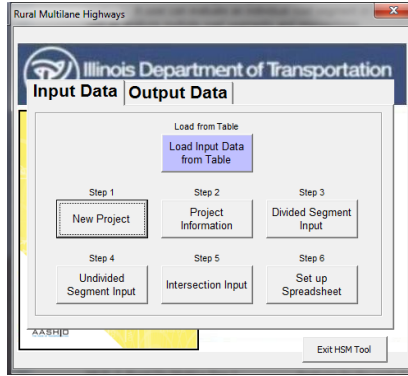 Rural Multilane Highways
x
Illinois Department of Transportation
Input Data Output Data
Load from Table
Load Input Data
from Table
Step 1 Step 2 Step 3
New Project Project
Information Divided Segment
Input
Step 4 Step 5 Step 6
Undivided
Segment Input Intersection Input Set up
Spreadsheet
AASHIO
Exit HSM Tool